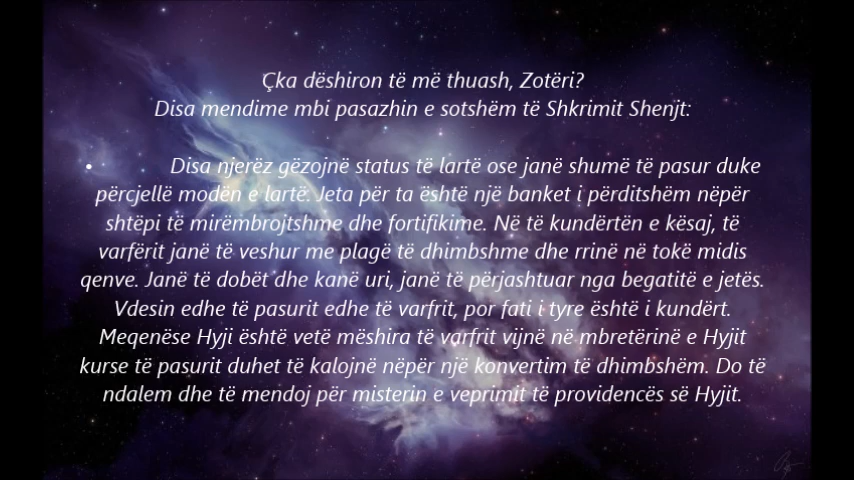 Çka dëshiron të më thuash, Zotëri?
Disa mendime mbi pasazhin e sotshëm të Shkrimit Shenjt:
• Disa njerëz gëzojnë status të lartë ose janë shumë të pasur duke
përcjellë modën e lartë. Jeta për ta është një banket i përditshëm nëpër
shtëpi të mirëmbrojtshme dhe fortifikime. Në të kundërtën e kësaj, të
varfërit janë të veshur me plagë të dhimbshme dhe rrinë në tokë midis
qenve. Janë të dobët dhe kanë uri, janë të përjashtuar nga begatitë e jetës.
Vdesin edhe të pasurit edhe të varfrit, por fati i tyre është i kundërt.
Meqenëse Hyji është vetë mëshira të varfrit vijnë në mbretërinë e Hyjit
kurse të pasurit duhet të kalojnë nëpër një konvertim të dhimbshëm. Do të
ndalem dhe të mendoj për misterin e veprimit të providencës së Hyjit.